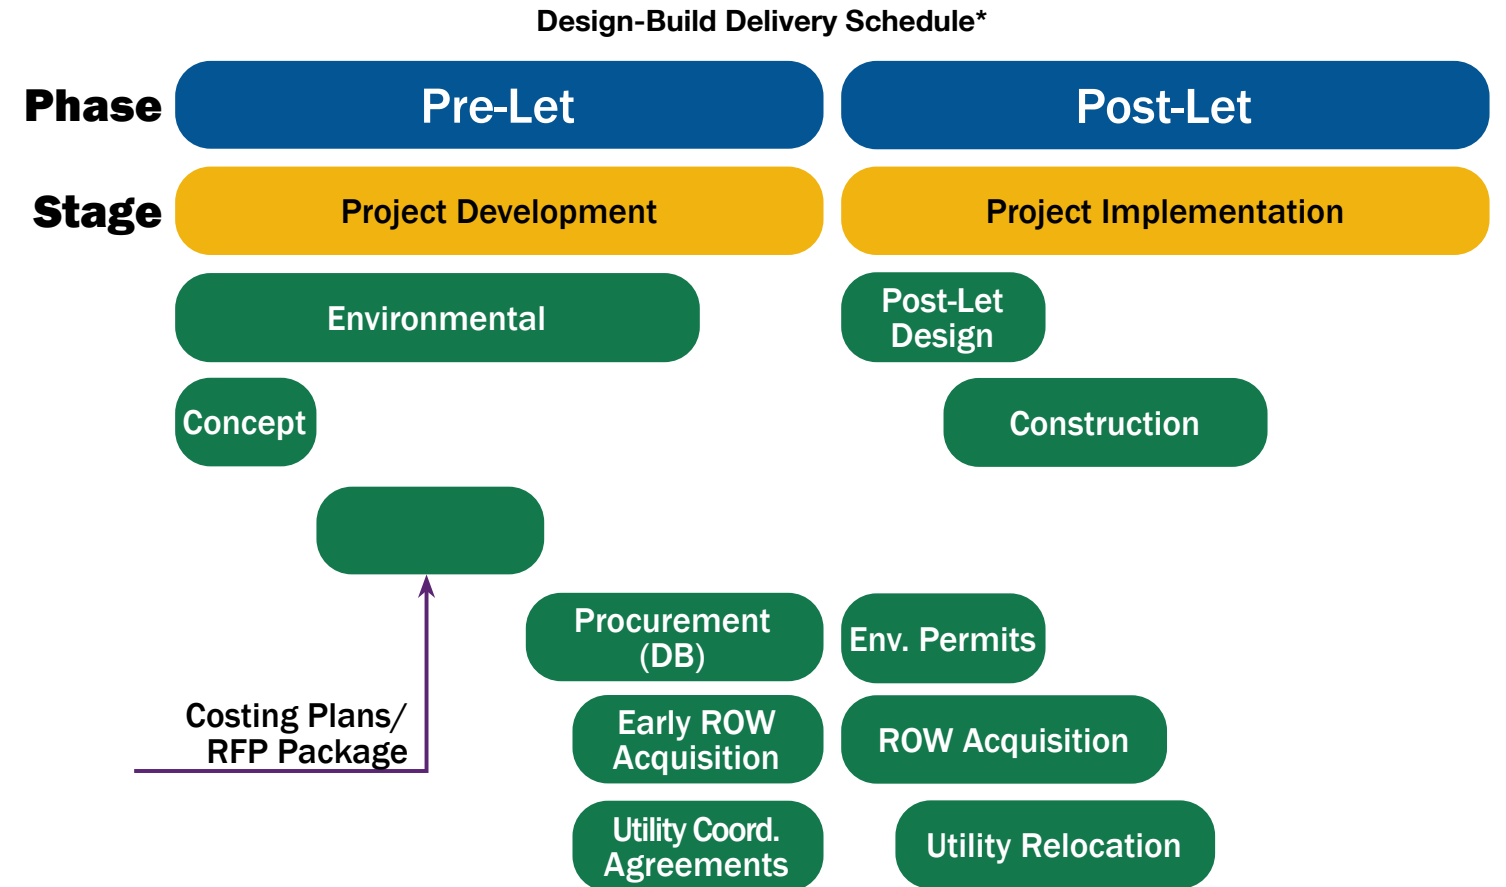 Design-Build Delivery Schedule*
Phase
Pre-Let
Post-Let
Stage
Project Development
Project Implementation
Environmental
Post-Let
Design
Concept
Construction
Procurement
(DB)
Env. Permits
Costing Plans/
RFP Package
Early ROW
Acquisition
ROW Acquisition
Utility Coord.
Agreements
Utility Relocation